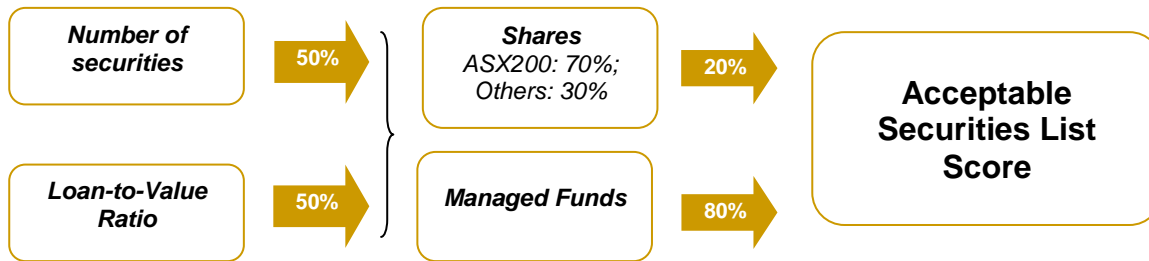 Number of
securities
50%
Shares
ASX200: 70%;
Others: 30%
20%
Acceptable
Securities List
Score
Loan-to-Value
Ratio
50%
Managed Funds
80%